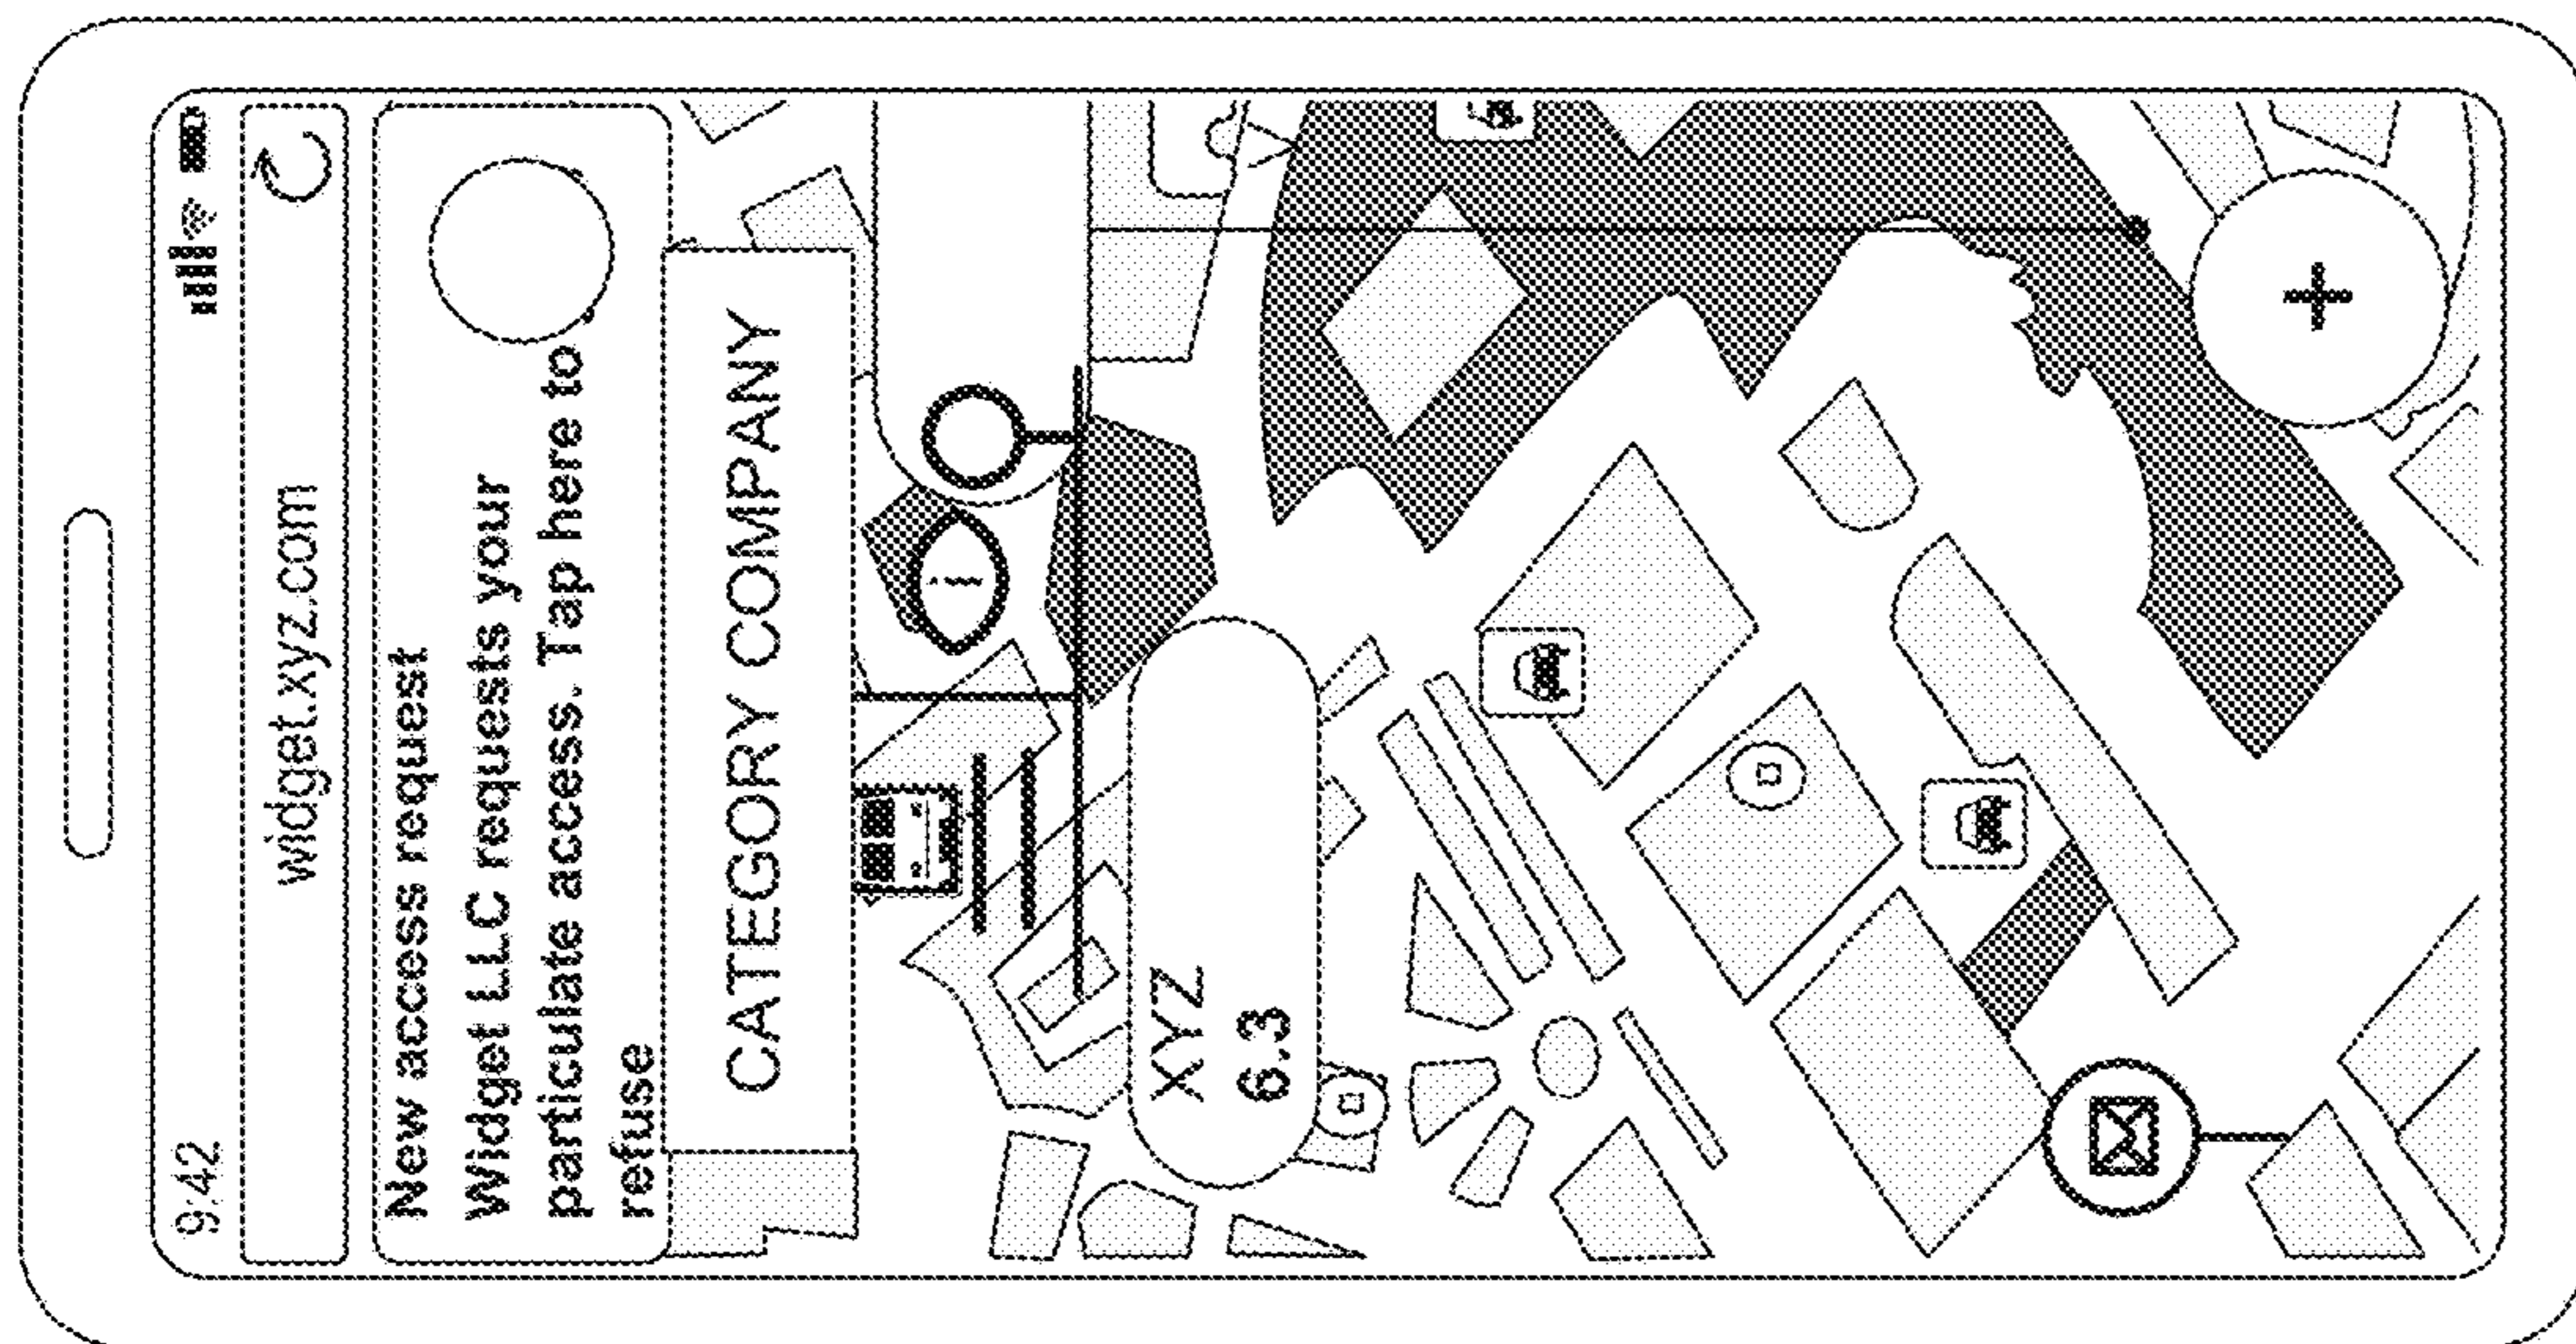 9:42
widget.xyz.com
New access request
Widget LLC requests your
particulate access. Tap here to
refuse
CATEGORY COMPANY
XYZ
6.3
+